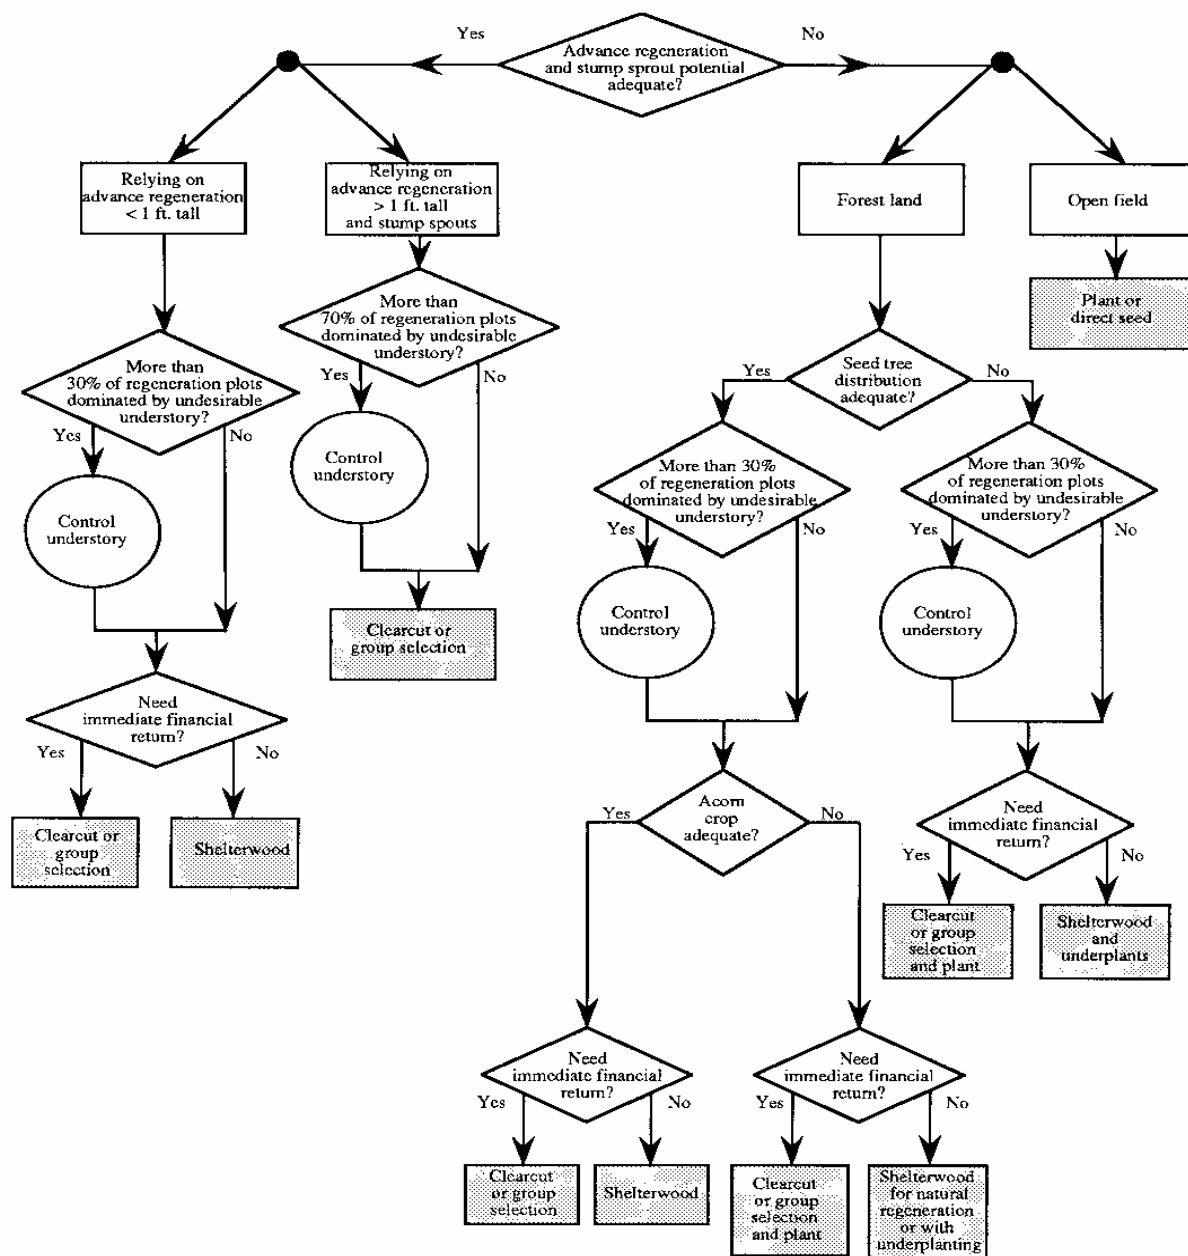 Yes
No
Advance regeneration
and stump sprout potential
adequate?
Relying on
advance regeneration
< 1 ft. tall
Relying on
advance regeneration
> 1 ft. tall
and stump spouts
Forest land
Open field
Plant or
direct seed
More than
70% of regeneration plots
dominated by undesirable
understory?
Yes
No
More than
30% of regeneration plots
dominated by undesirable
understory?
Yes
No
Control
understory
Control
understory
Clearcut or
group selection
Need
immediate financial
return?
Yes
No
Clearcut or
group
selection
Shelterwood
Seed tree
distribution
adequate?
Yes
No
More than 30%
of regeneration plots
dominated by undesirable
understory?
Yes
No
More than 30%
of regeneration plots
dominated by undesirable
understory?
Yes
No
Control
understory
Control
understory
Acorn
crop
adequate?
Yes
No
Need
immediate financial
return?
Yes
No
Clearcut
or group
selection
and plant
Shelterwood
and
underplants
Need
immediate financial
return?
Yes
No
Need
immediate financial
return?
Yes
No
Clearcut
or group
selection
Shelterwood
Clearcut
or group
selection
and plant
Shelterwood
for natural
regeneration
or with
underplanting